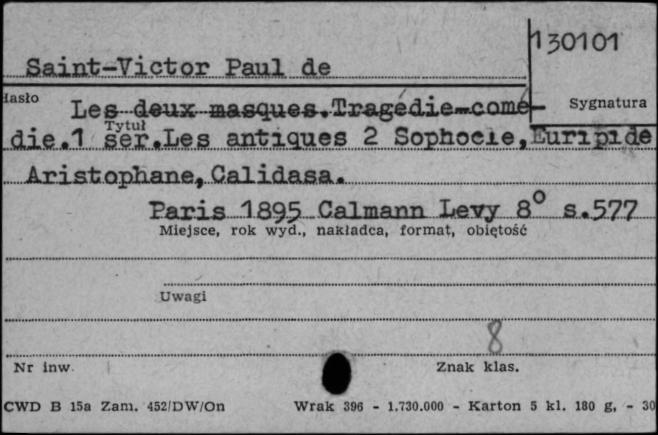 130101
Saint-Victor Paul de
Hasło Sygnatura
Les deux masques.Tragédie-comé-
Tytuł
die.1 ser.Les antiques 2 Sophocle,Euripide
Aristophane,Calidasa.
Paris 1895 Calmann Levy 8° s.577
Miejsce, rok wyd., nakładca, format, objętość
Uwagi
8
Nr inw. Znak klas.
CWD B 15a Zam. 452/DW/On Wrak 396 - 1.730.000 - Karton 5 kl. 180 g. - 30